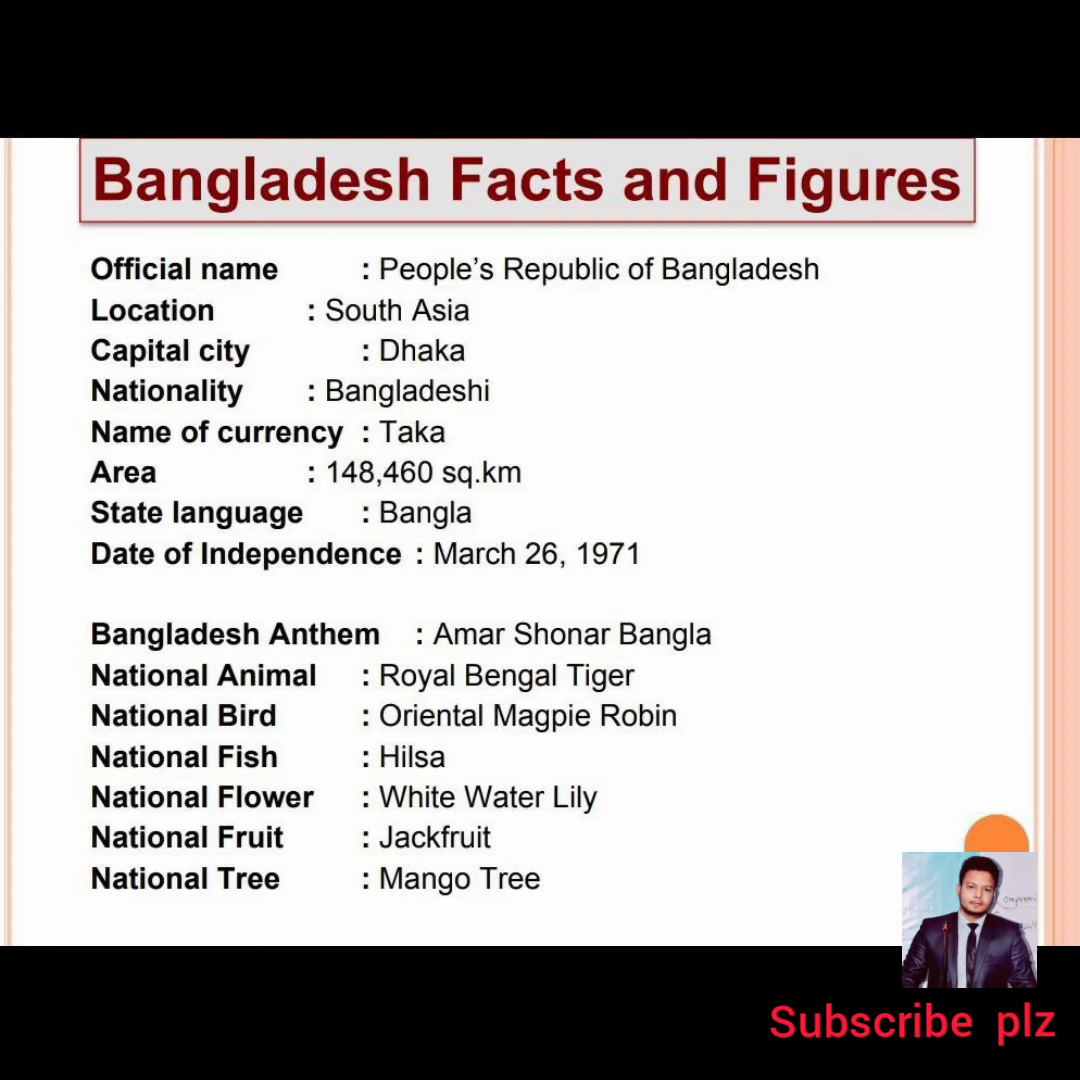 Bangladesh Facts and Figures
Official name : People’s Republic of Bangladesh
Location : South Asia
Capital city : Dhaka
Nationality : Bangladeshi
Name of currency : Taka
Area : 148,460 sq.km
State language : Bangla
Date of Independence : March 26, 1971
Bangladesh Anthem : Amar Shonar Bangla
National Animal : Royal Bengal Tiger
National Bird : Oriental Magpie Robin
National Fish : Hilsa
National Flower : White Water Lily
National Fruit : Jackfruit
National Tree : Mango Tree
Subscribe plz